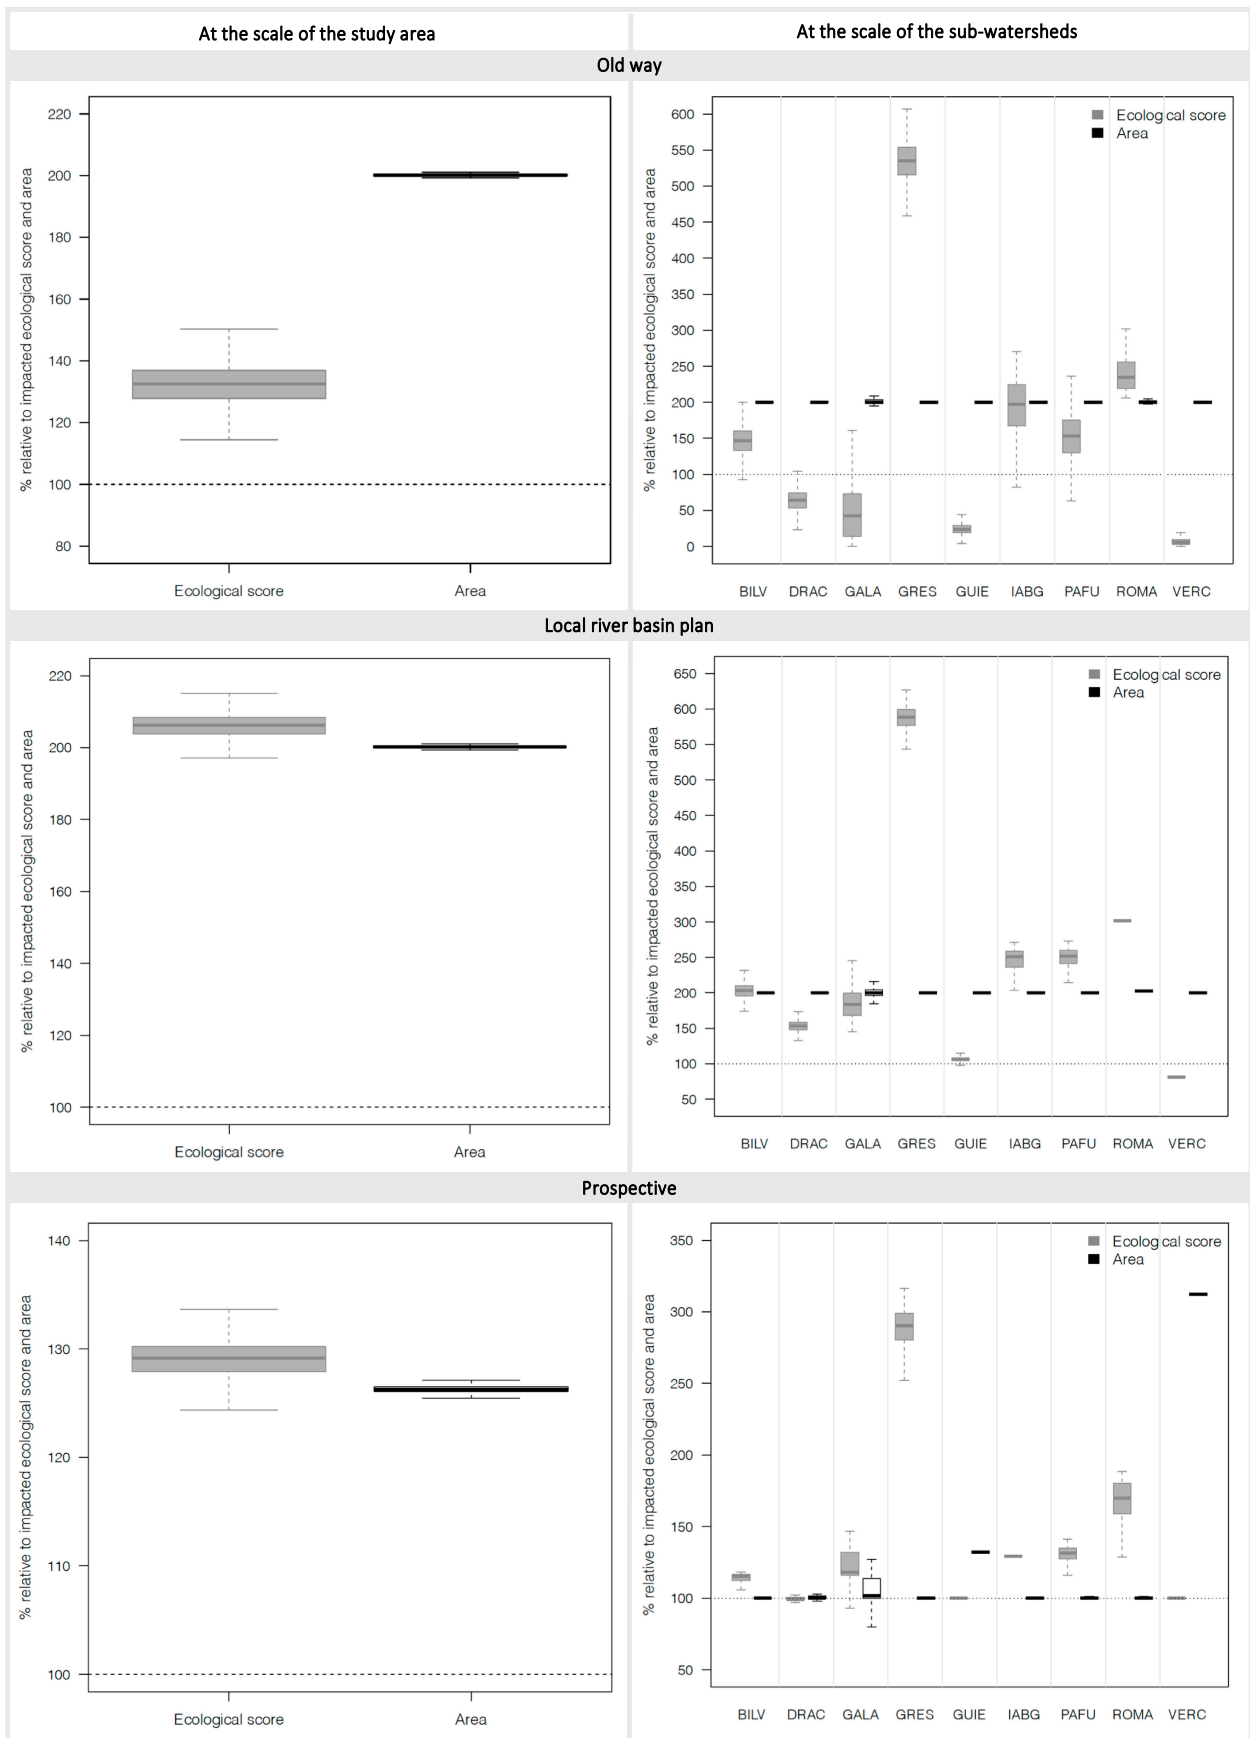 At the scale of the study area
At the scale of the sub-watersheds
Old way
% relative to impacted ecological score and area
220
200
180
160
140
120
100
80
Ecological score
Area
% relative to impacted ecological score and area
600
550
500
450
400
350
300
250
200
150
100
50
0
Ecological score
Area
BILV DRAC GALA GRES GUIE IABG PAFU ROMA VERC
Local river basin plan
% relative to impacted ecological score and area
220
200
180
160
140
120
100
Ecological score
Area
% relative to impacted ecological score and area
650
600
550
500
450
400
350
300
250
200
150
100
50
Ecological score
Area
BILV DRAC GALA GRES GUIE IABG PAFU ROMA VERC
Prospective
% relative to impacted ecological score and area
140
130
120
110
100
Ecological score
Area
% relative to impacted ecological score and area
350
300
250
200
150
100
50
Ecological score
Area
BILV DRAC GALA GRES GUIE IABG PAFU ROMA VERC